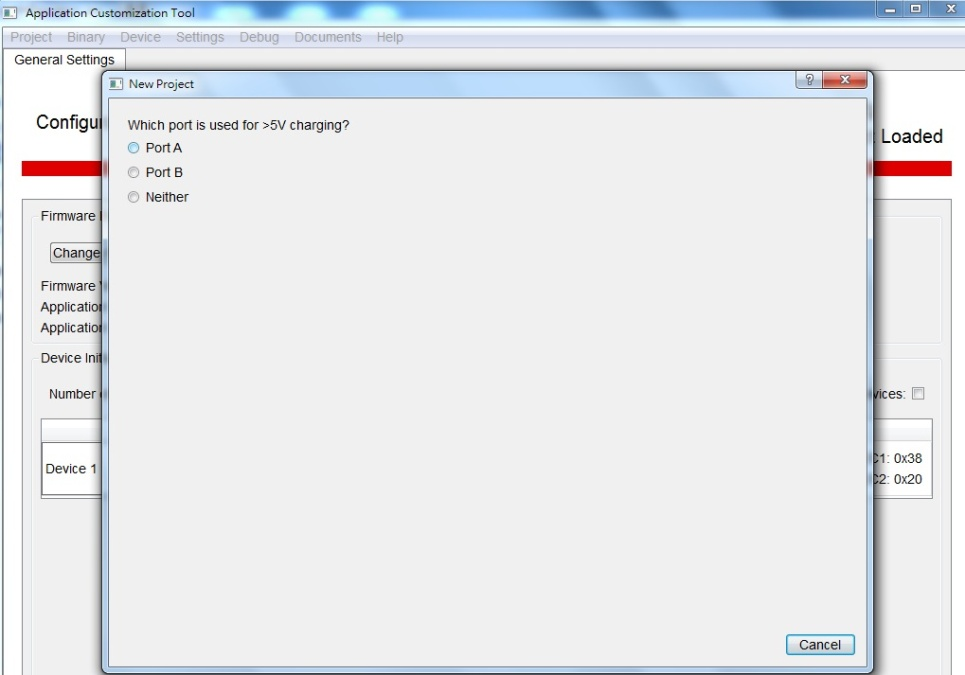 Application Customization Tool
Project Binary Device Settings Debug Documents Help
General Settings
New Project
Configu
Loaded
Which port is used for >5V charging?
Port A
Port B
Neither
Firmware
Change
Firmware
Application
Application
Device Init
Number
vices:
Device 1
C1: 0x38
C2: 0x20
Cancel